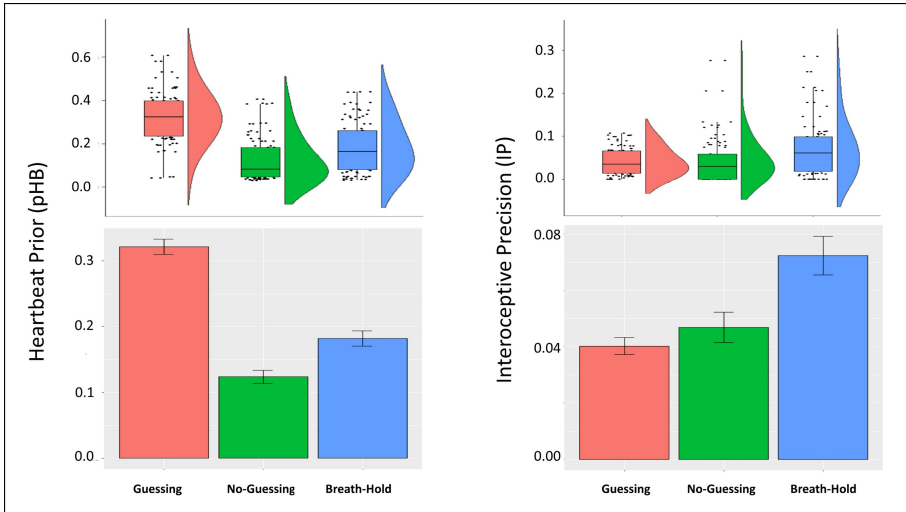 Heartbeat Prior (pHB)
0.6
0.4
0.2
0.0
0.3
0.2
0.1
0.0
Guessing
No-Guessing
Breath-Hold
Interoceptive Precision (IP)
0.3
0.2
0.10
0.0
0.08
0.04
0.00
Guessing
No-Guessing
Breath-Hold